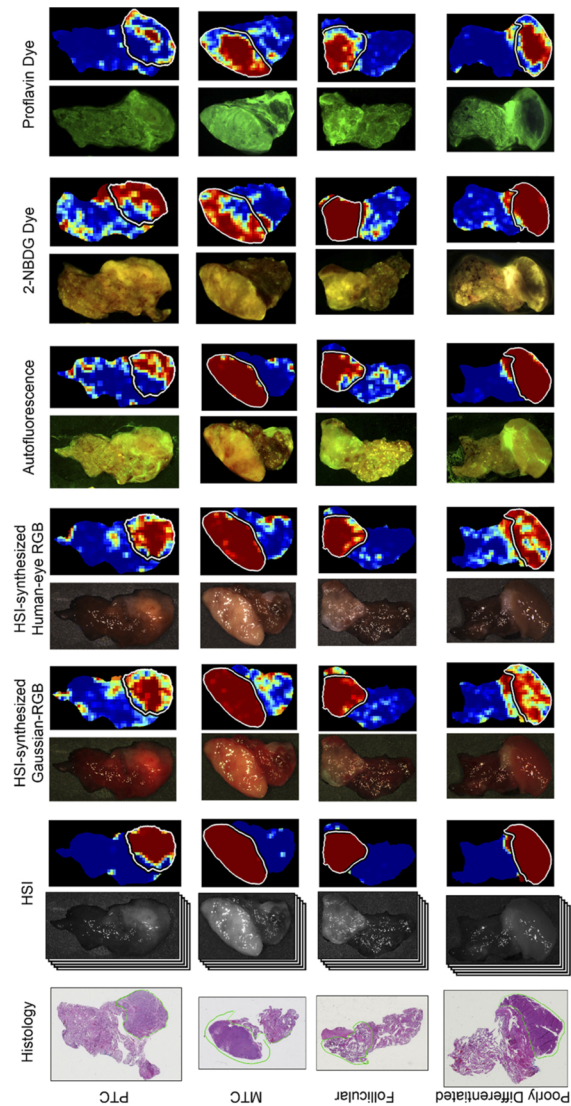 Histology
HSI
HSI-synthesized
Gaussian-RGB
HSI-synthesized
Human-eye RGB
Autofluorescence
2-NBDG Dye
Proflavin Dye
PTC
MTC
Follicular
Poorly Differentiated